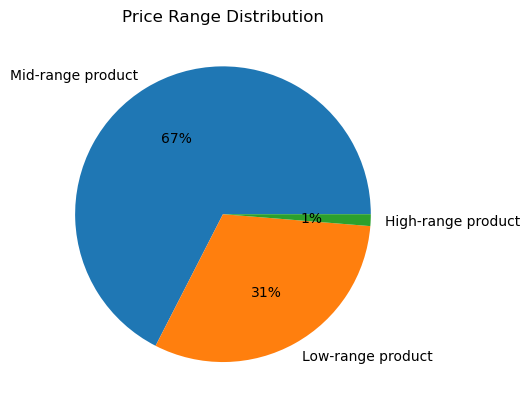 Price Range Distribution
Mid-range product
67%
1%
High-range product
31%
Low-range product